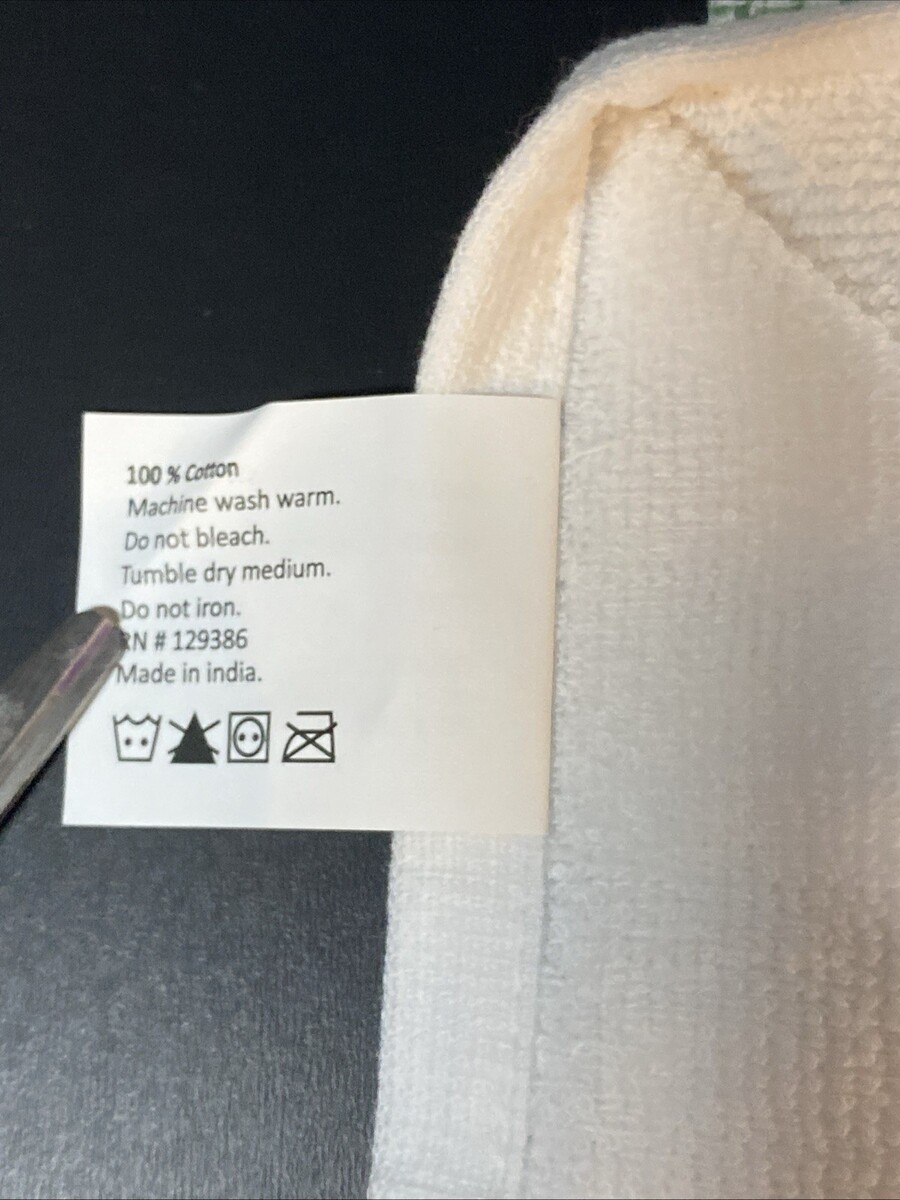 100 % Cotton
Machine wash warm.
Do not bleach.
Tumble dry medium.
Do not iron.
RN # 129386
Made in india.